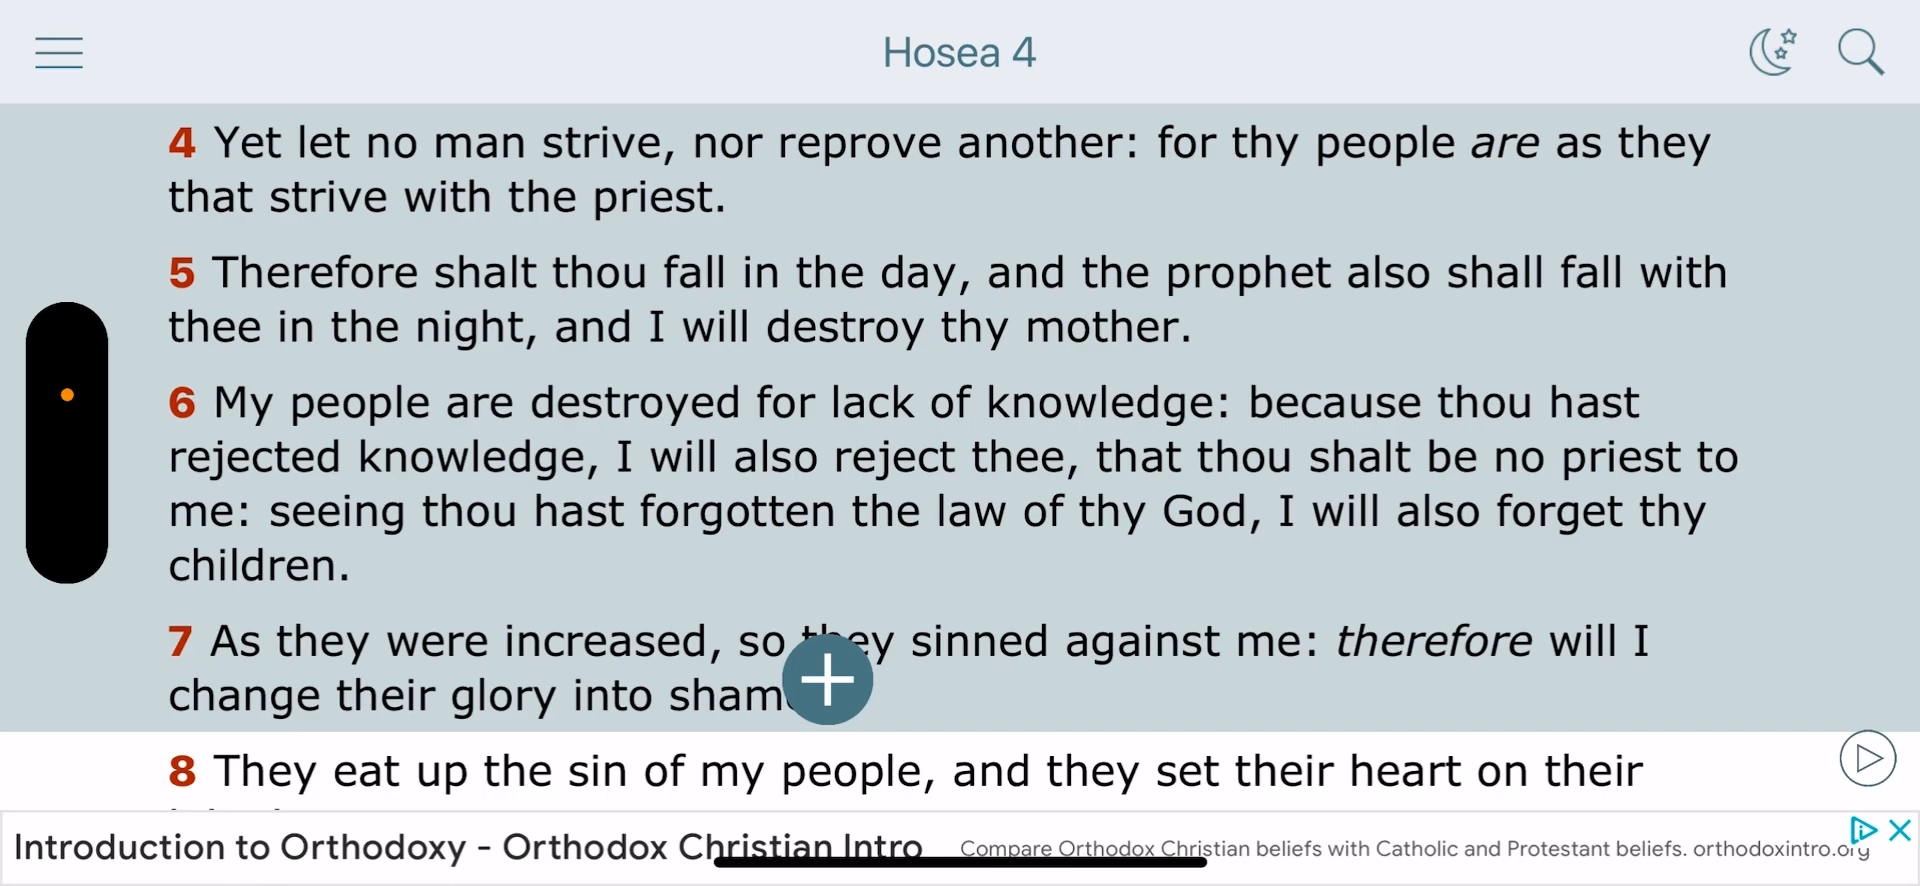 Hosea 4
4 Yet let no man strive, nor reprove another: for thy people are as they
that strive with the priest.
5 Therefore shalt thou fall in the day, and the prophet also shall fall with
thee in the night, and I will destroy thy mother.
6 My people are destroyed for lack of knowledge: because thou hast
rejected knowledge, I will also reject thee, that thou shalt be no priest to
me: seeing thou hast forgotten the law of thy God, I will also forget thy
children.
7 As they were increased, so they sinned against me: therefore will I
change their glory into sham
8 They eat up the sin of my people, and they set their heart on their
Introduction to Orthodoxy - Orthodox Christian Intro
Compare Orthodox Christian beliefs with Catholic and Protestant beliefs. orthodoxintro.org